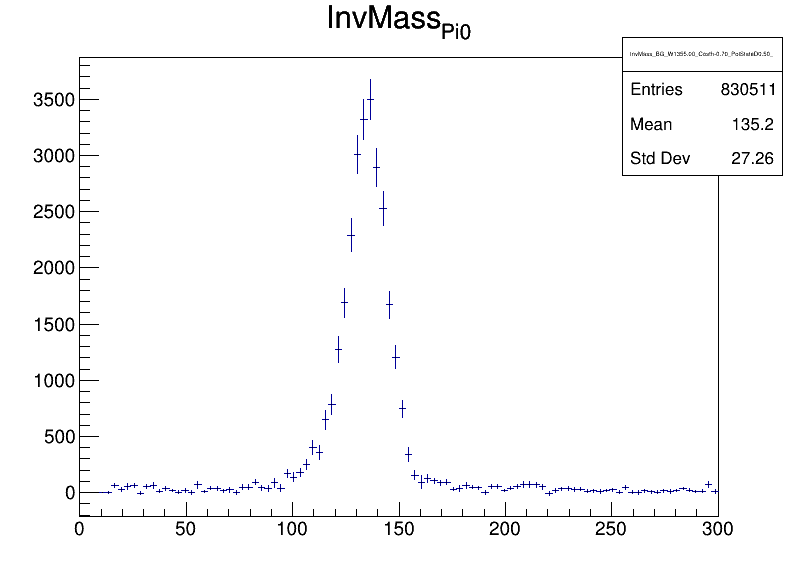 InvMass_Pi0
InvMass_BG_W1355.00_Costh-0.70_PolStateD0.50_
Entries 830511
Mean 135.2
Std Dev 27.26
3500
3000
2500
2000
1500
1000
500
0
0 50 100 150 200 250 300